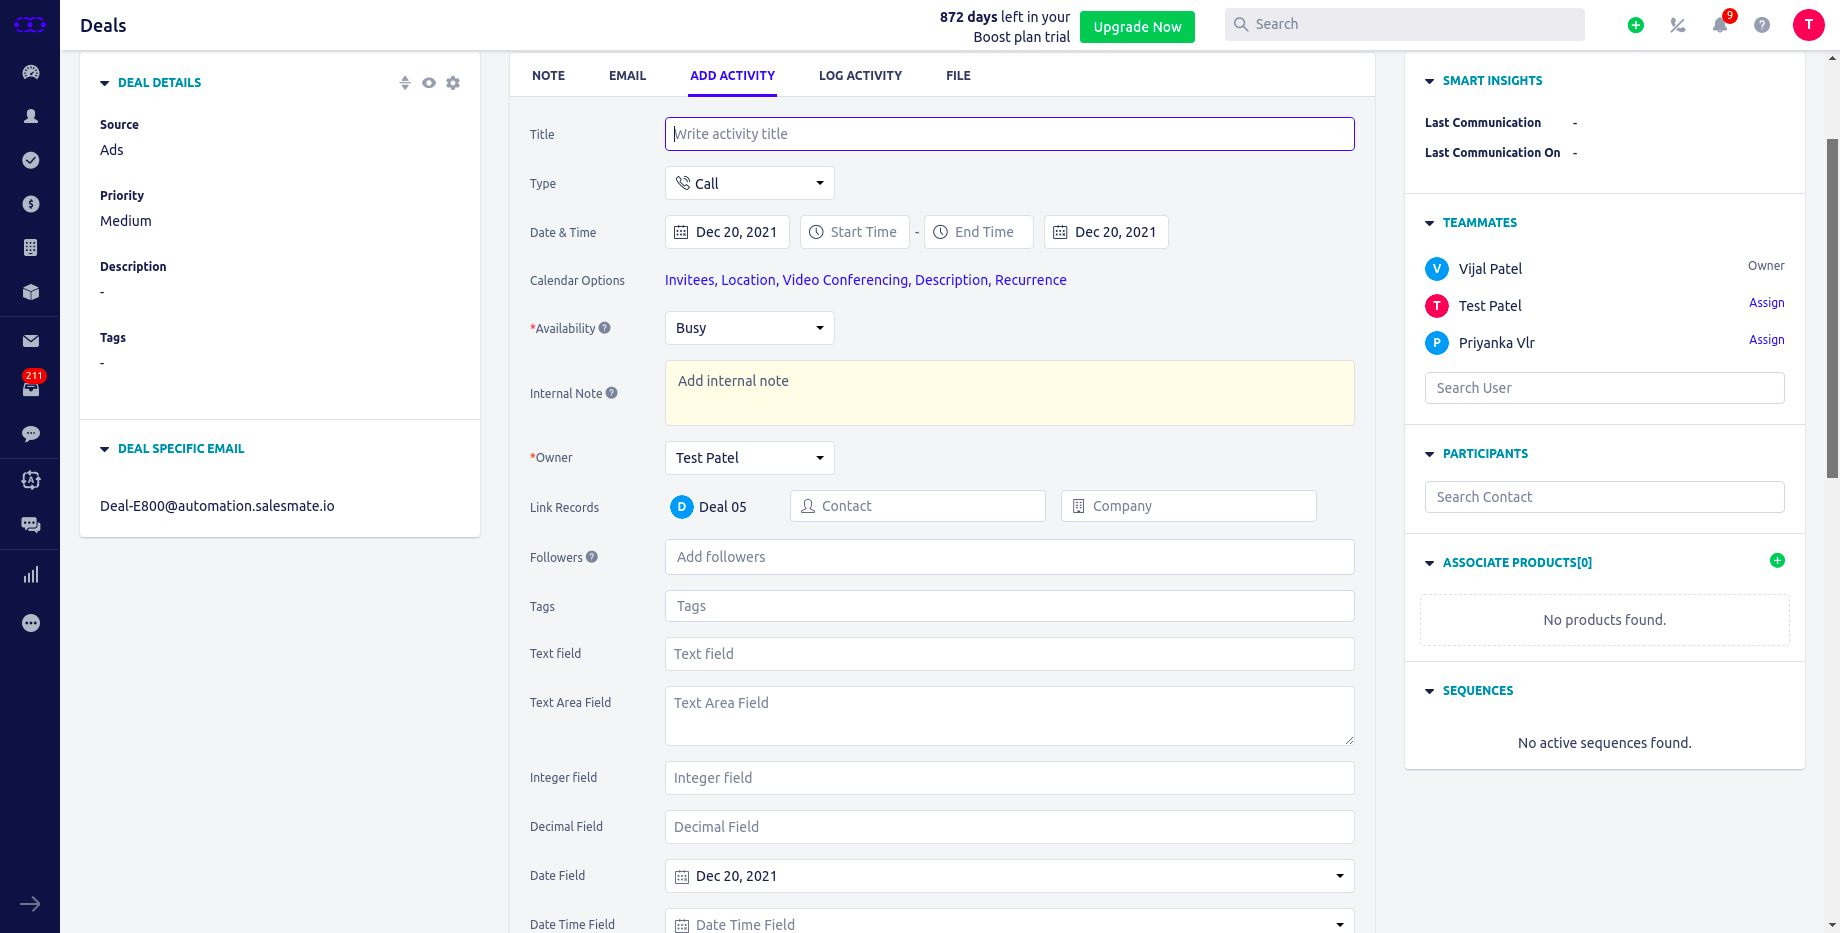 Deals
872 days left in your
Boost plan trial
Upgrade Now
Search
9
T
211
DEAL DETAILS
Source
Ads
Priority
Medium
Description
-
Tags
-
DEAL SPECIFIC EMAIL
Deal-E800@automation.salesmate.io
NOTE
EMAIL
ADD ACTIVITY
LOG ACTIVITY
FILE
Title
Write activity title
Type
Call
Date & Time
Dec 20, 2021
Start Time
-
End Time
Dec 20, 2021
Calendar Options
Invitees, Location, Video Conferencing, Description, Recurrence
*Availability
Busy
Internal Note
Add internal note
*Owner
Test Patel
Link Records
D
Deal 05
Contact
Company
Followers
Add followers
Tags
Tags
Text field
Text field
Text Area Field
Text Area Field
Integer field
Integer field
Decimal Field
Decimal Field
Date Field
Dec 20, 2021
Date Time Field
Date Time Field
SMART INSIGHTS
Last Communication -
Last Communication On -
TEAMMATES
V Vijal Patel Owner
T Test Patel Assign
P Priyanka Vlr Assign
Search User
PARTICIPANTS
Search Contact
ASSOCIATE PRODUCTS[0]
No products found.
SEQUENCES
No active sequences found.